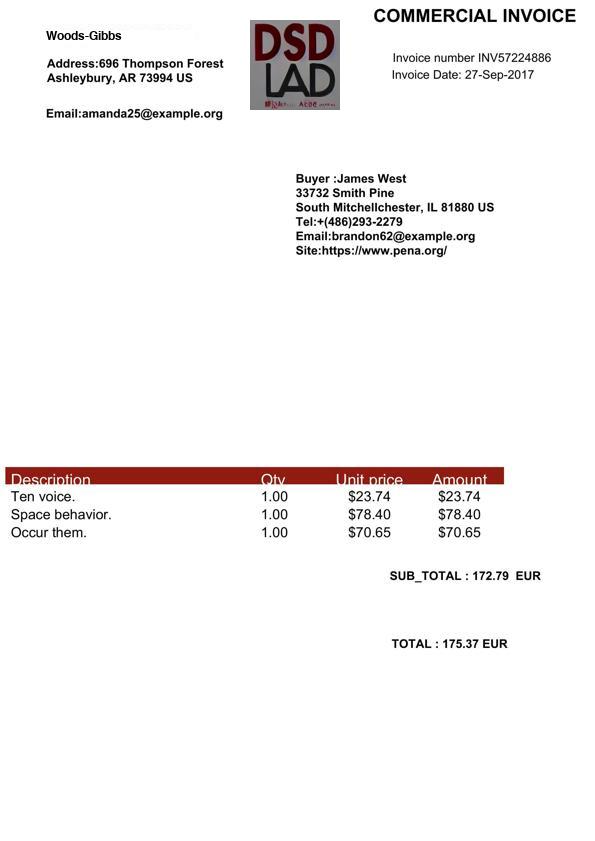 COMMERCIAL INVOICE
Woods-Gibbs
Address:696 Thompson Forest
Ashleybury, AR 73994 US
Email:amanda25@example.org
DSD
LAD
Invoice number INV57224886
Invoice Date: 27-Sep-2017
Buyer :James West
33732 Smith Pine
South Mitchellchester, IL 81880 US
Tel:+(486)293-2279
Email:brandon62@example.org
Site:https://www.pena.org/
Description Qty Unit price Amount
Ten voice. 1.00 $23.74 $23.74
Space behavior. 1.00 $78.40 $78.40
Occur them. 1.00 $70.65 $70.65
SUB_TOTAL : 172.79 EUR
TOTAL : 175.37 EUR